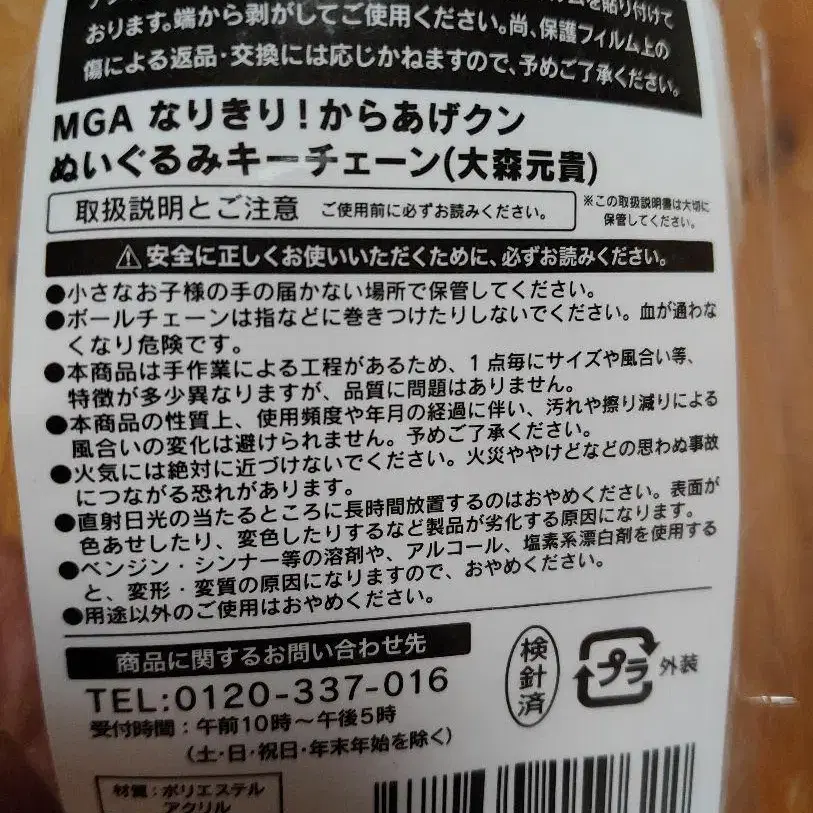 ムを貼り付けて
おります。端から剥がしてご使用ください。尚、保護フィルム上の
傷による返品・交換には応じかねますので、予めご了承ください。
MGA なりきり!からあげクン
ぬいぐるみキーチェーン(大森元貴)
取扱説明とご注意 ご使用前に必ずお読みください。
※この取扱説明書は大切に
保管してください。
⚠安全に正しくお使いいただくために、必ずお読みください。
●小さなお子様の手の届かない場所で保管してください。
●ボールチェーンは指などに巻きつけたりしないでください。血が通わな
くなり危険です。
●本商品は手作業による工程があるため、1点毎にサイズや風合い等、
特徴が多少異なりますが、品質に問題はありません。
●本商品の性質上、使用頻度や年月の経過に伴い、汚れや擦り減りによる
風合いの変化は避けられません。予めご了承ください。
●火気には絶対に近づけないでください。火災ややけどなどの思わぬ事故
につながる恐れがあります。
●直射日光の当たるところに長時間放置するのはおやめください。表面が
色あせしたり、変色したりするなど製品が劣化する原因になります。
●ベンジン・シンナー等の溶剤や、アルコール、塩素系漂白剤を使用する
と、変形・変質の原因になりますので、おやめください。
●用途以外のご使用はおやめください。
商品に関するお問い合わせ先
TEL:0120-337-016
受付時間:午前10時〜午後5時
(土・日・祝日・年末年始を除く)
検針済
プラ 外装
材質:ポリエステル
アクリル